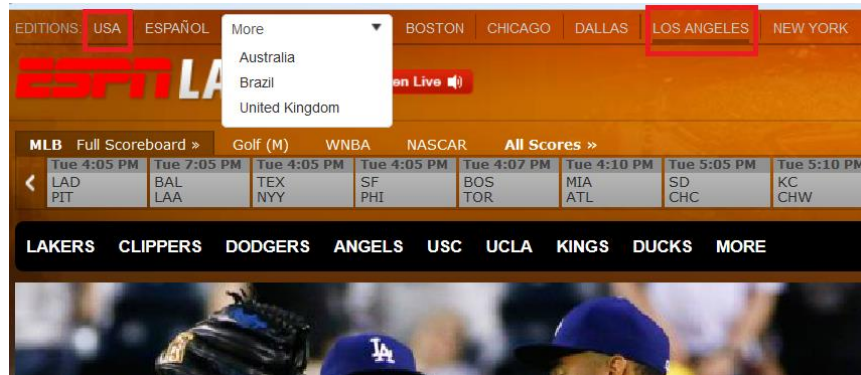 EDITIONS: USA ESPAÑOL More BOSTON CHICAGO DALLAS LOS ANGELES NEW YORK
Australia
Brazil
United Kingdom
ESPN LA Live
MLB Full Scoreboard » Golf (M) WNBA NASCAR All Scores »
Tue 4:05 PM Tue 7:05 PM Tue 4:05 PM Tue 4:05 PM Tue 4:07 PM Tue 4:10 PM Tue 5:05 PM Tue 5:10 PM
LAD BAL TEX SF BOS MIA SD KC
PIT LAA NYY PHI TOR ATL CHC CHW
LAKERS CLIPPERS DODGERS ANGELS USC UCLA KINGS DUCKS MORE
LA